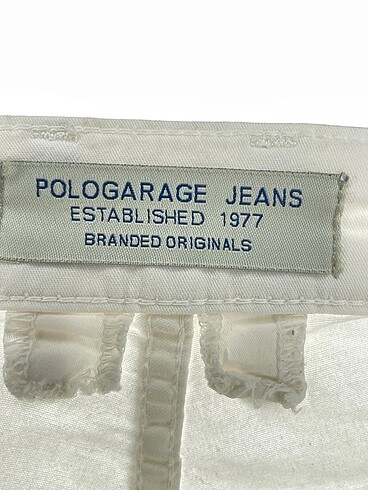 POLOGARAGE JEANS
ESTABLISHED 1977
BRANDED ORIGINALS